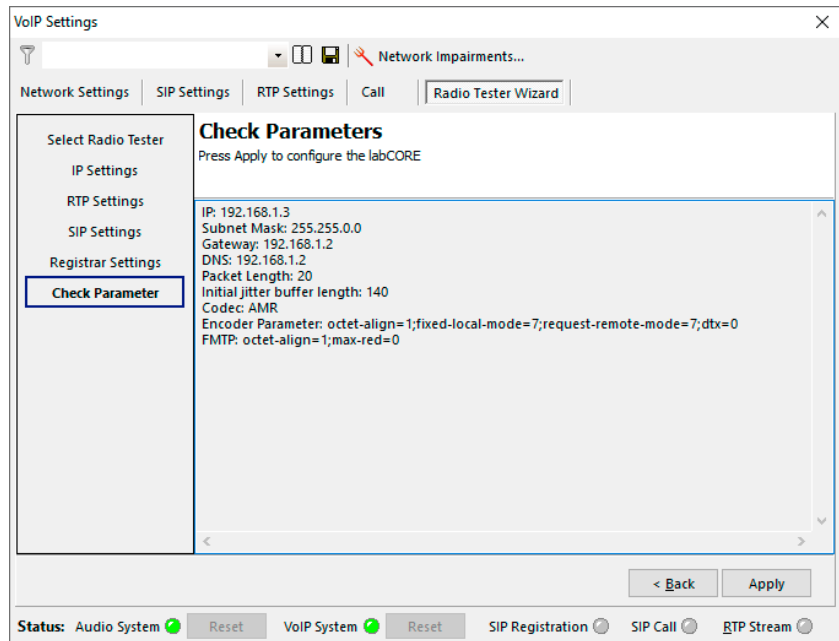 VoIP Settings
Network Impairments...
Network Settings SIP Settings RTP Settings Call Radio Tester Wizard
Select Radio Tester
IP Settings
RTP Settings
SIP Settings
Registrar Settings
Check Parameter
Check Parameters
Press Apply to configure the labCORE
IP: 192.168.1.3
Subnet Mask: 255.255.0.0
Gateway: 192.168.1.2
DNS: 192.168.1.2
Packet Length: 20
Initial jitter buffer length: 140
Codec: AMR
Encoder Parameter: octet-align=1;fixed-local-mode=7;request-remote-mode=7;dtx=0
FMTP: octet-align=1;max-red=0
< Back Apply
Status: Audio System Reset VoIP System Reset SIP Registration SIP Call RTP Stream